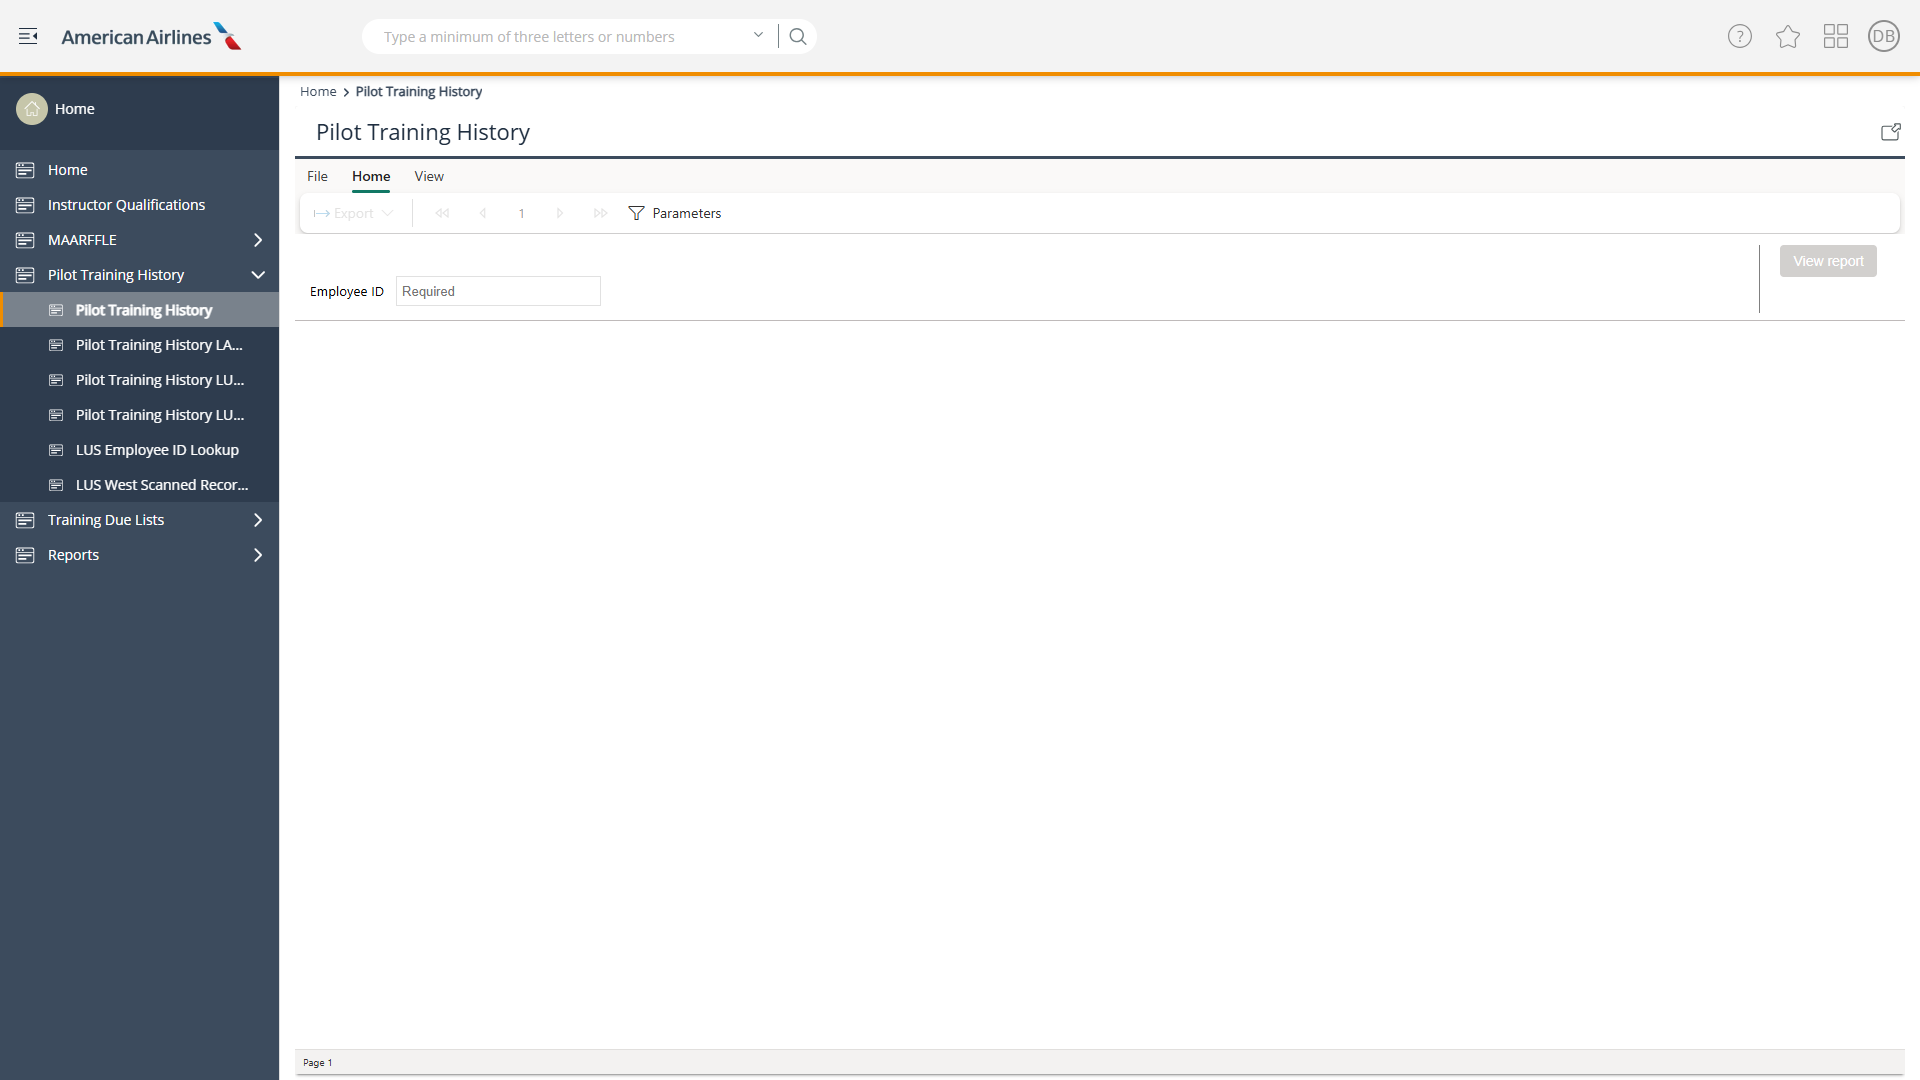 American Airlines
Type a minimum of three letters or numbers
?
DB
Home
Home
Instructor Qualifications
MAARFFLE
Pilot Training History
Pilot Training History
Pilot Training History LA...
Pilot Training History LU...
Pilot Training History LU...
LUS Employee ID Lookup
LUS West Scanned Recor...
Training Due Lists
Reports
Home > Pilot Training History
Pilot Training History
File Home View
Export 1 Parameters
Employee ID Required
View report
Page 1